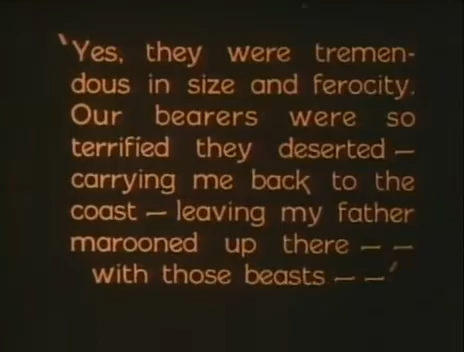 ‛Yes, they were tremen-
dous in size and ferocity.
Our bearers were so
terrified they deserted —
carrying me back to the
coast — leaving my father
marooned up there — —
with those beasts — —’